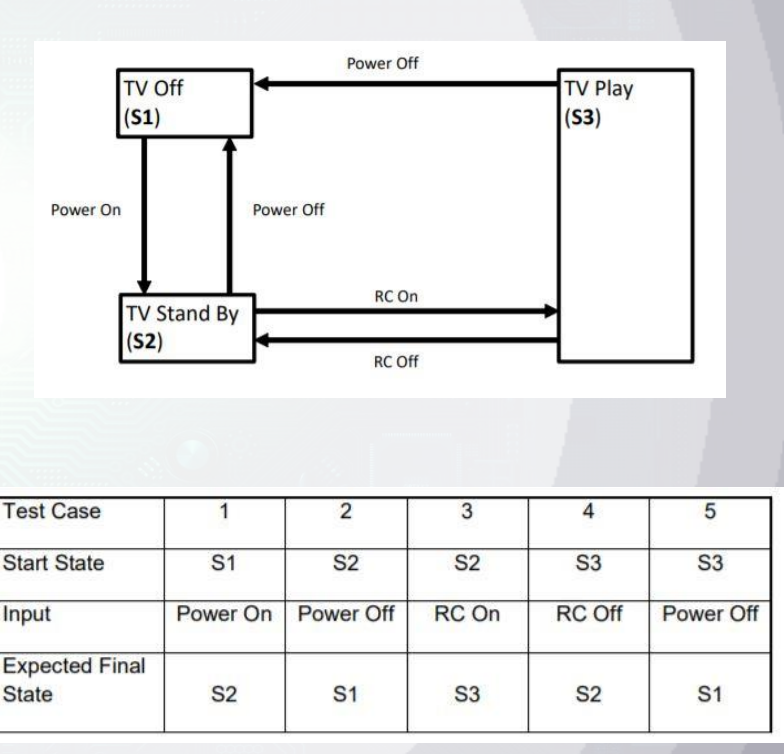 Power Off
TV Off
(S1)
TV Play
(S3)
Power On
Power Off
RC On
TV Stand By
(S2)
RC Off
Test Case 1 2 3 4 5
Start State S1 S2 S2 S3 S3
Input Power On Power Off RC On RC Off Power Off
Expected Final
State S2 S1 S3 S2 S1